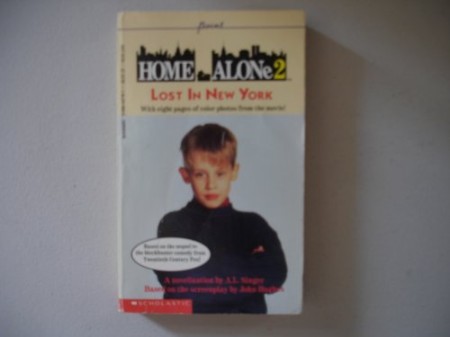 Point
HOME ALONe 2
LOST IN NEW YORK
With eight pages of color photos from the movie!
Based on the sequel to
the blockbuster comedy from
Twentieth Century Fox!
A novelization by A.L. Singer
Based on the screenplay by John Hughes
SCHOLASTIC